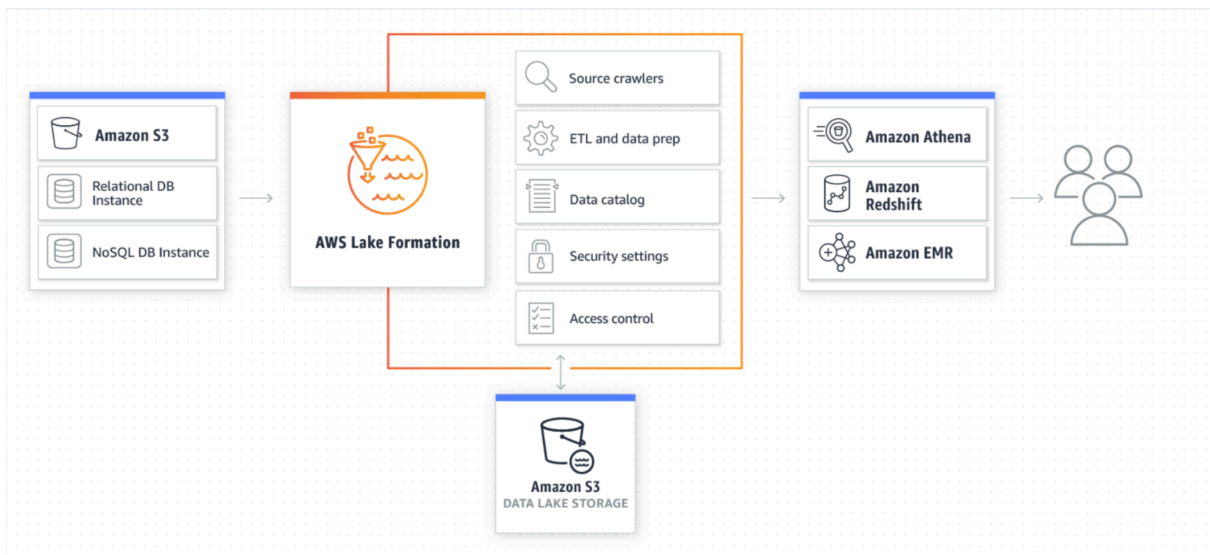 Amazon S3
Relational DB
Instance
NoSQL DB Instance
AWS Lake Formation
Source crawlers
ETL and data prep
Data catalog
Security settings
Access control
Amazon S3
DATA LAKE STORAGE
Amazon Athena
Amazon
Redshift
Amazon EMR